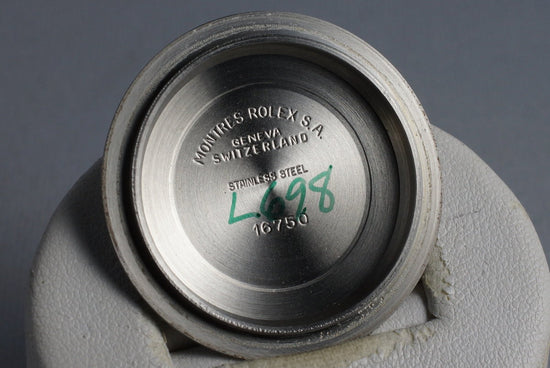 MONTRES ROLEX S.A.
GENEVA
SWITZERLAND
STAINLESS STEEL
L698
16750